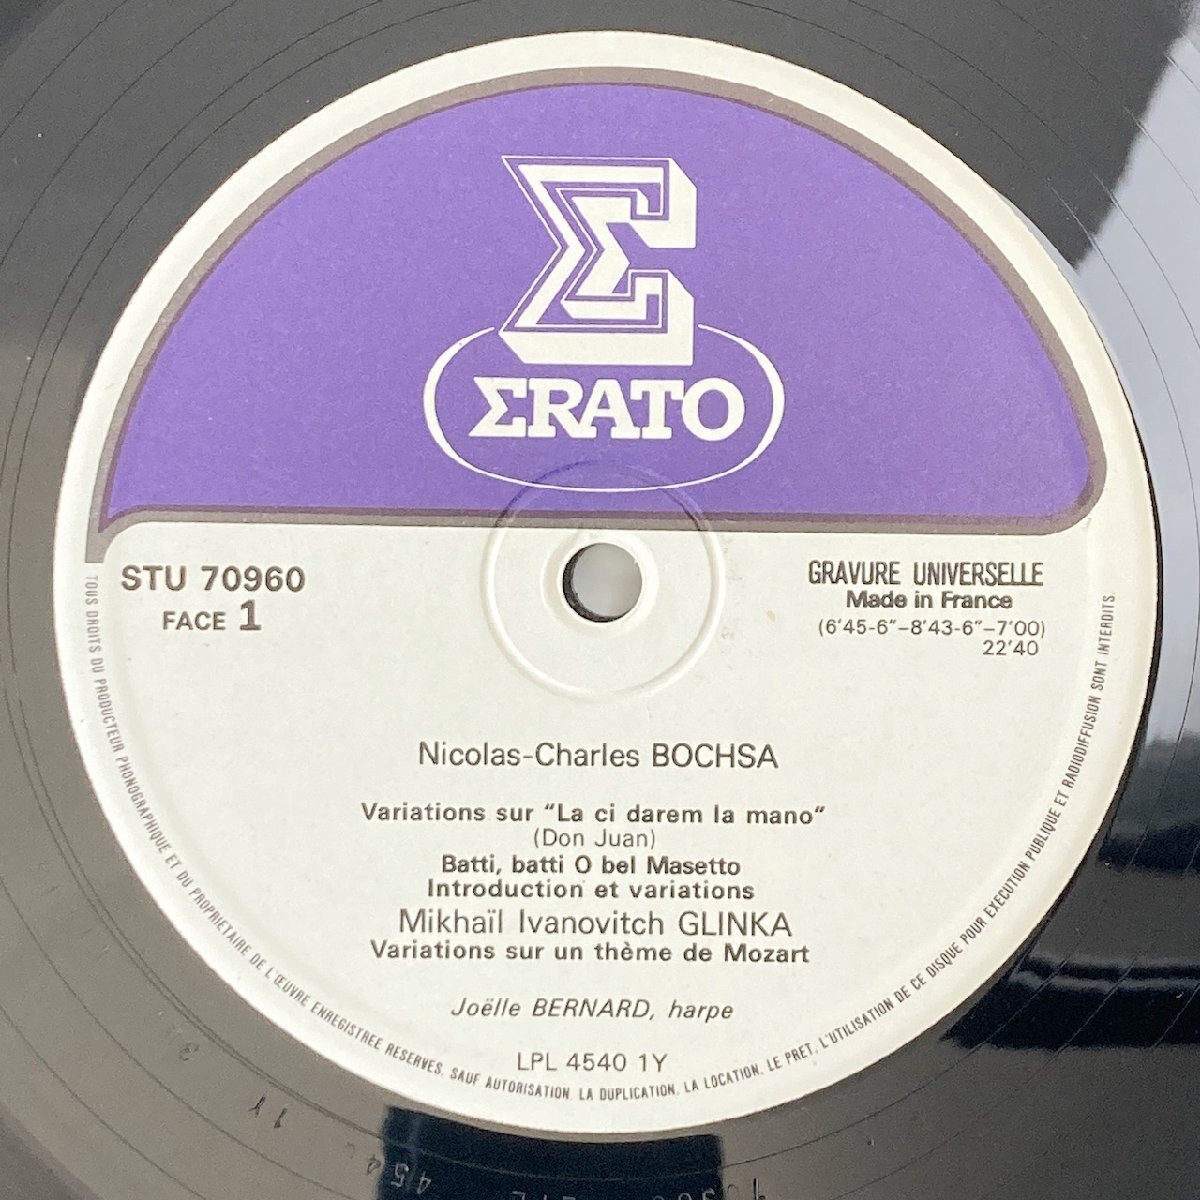 ΣRATO
STU 70960
FACE 1
GRAVURE UNIVERSELLE
Made in France
(6'45-6"–8'43-6"–7'00)
22'40
Nicolas-Charles BOCHSA
Variations sur "La ci darem la mano"
(Don Juan)
Batti, batti O bel Masetto
Introduction et variations
Mikhaïl Ivanovitch GLINKA
Variations sur un thème de Mozart
Joëlle BERNARD, harpe
LPL 4540 1Y
TOUS DROITS DU PRODUCTEUR PHONOGRAPHIQUE ET DU PROPRIETAIRE DE L'ŒUVRE ENREGISTREE RESERVES. SAUF AUTORISATION, LA DUPLICATION, LA LOCATION, LE PRET, L'UTILISATION DE CE DISQUE POUR EXECUTION PUBLIQUE ET RADIODIFFUSION SONT INTERDITS
1Y